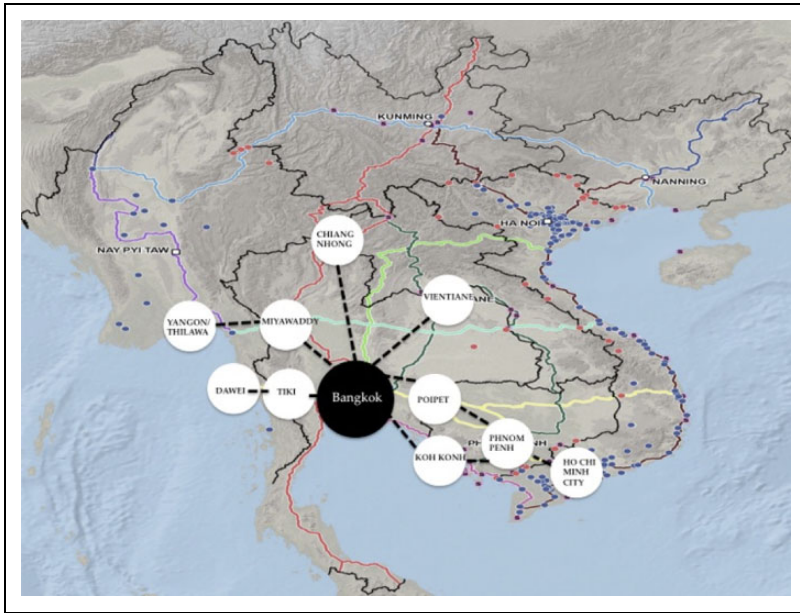 KUNMING
NANNING
HA NOI
CHIANG
NHONG
NAY PYI TAW
VIENTIANE
YANGON/
THILAWA
MIYAWADDY
DAWEI
TIKI
Bangkok
POIPET
PHNOM
PENH
KOH KONH
HO CHI
MINH
CITY